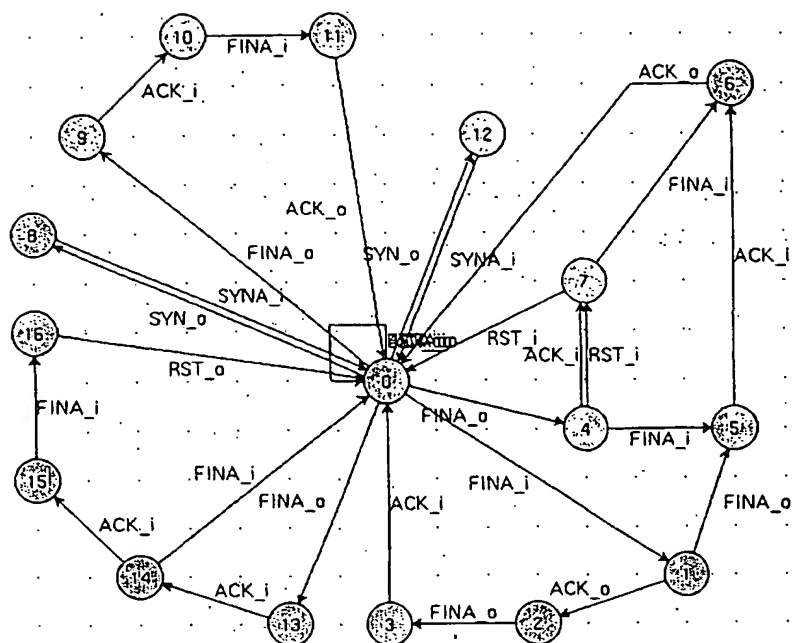 10
FINA_i
11
ACK_i
ACK_o
6
9
12
FINA_i
ACK_o
8
FINA_o
SYN_o
SYNA_i
7
ACK_i
SYNA_i
SYN_o
16
RST_i
ACK_i
RST_i
RST_o
0
FINA_i
FINA_o
4
FINA_i
5
15
FINA_i
FINA_o
ACK_i
FINA_i
FINA_o
ACK_i
14
ACK_i
ACK_o
1
13
3
FINA_o
2